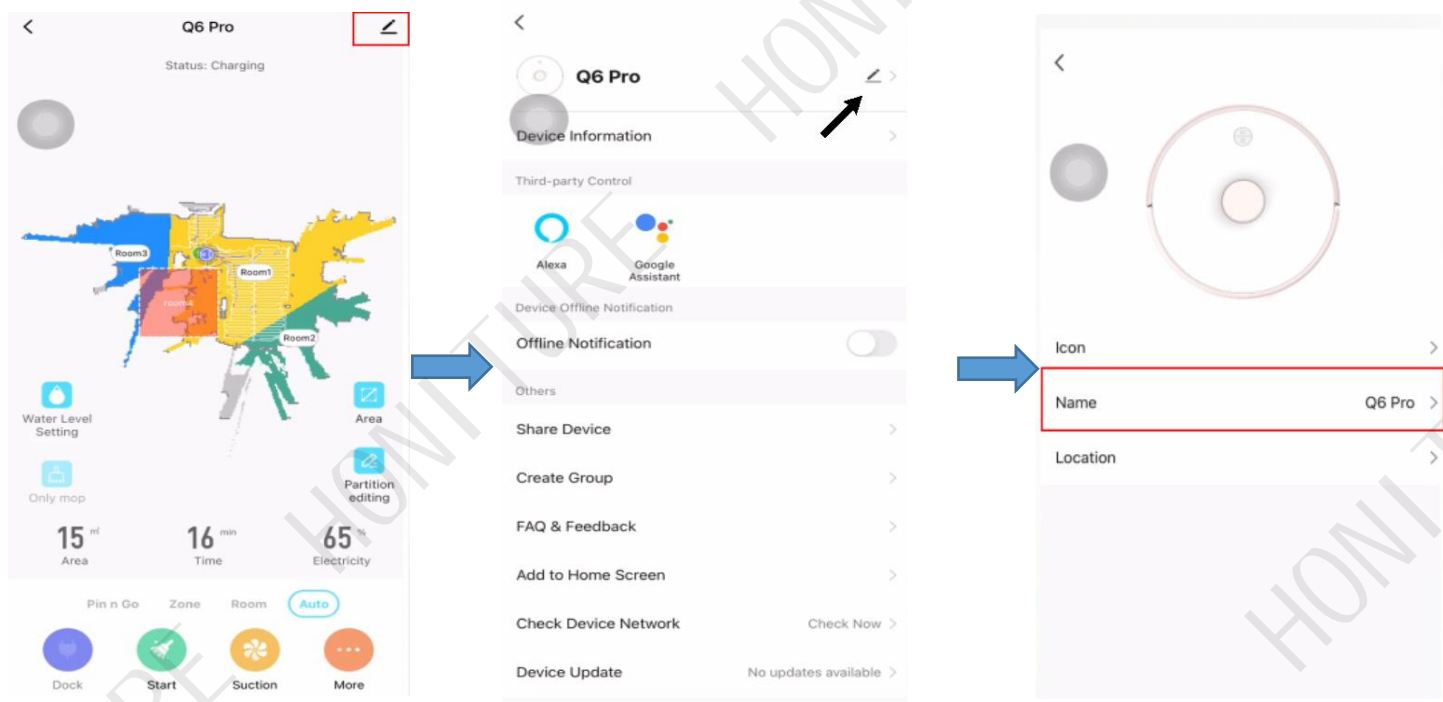 Q6 Pro
Status: Charging
Room3
Room1
room4
Room2
Water Level
Setting
Area
Only mop
Partition
editing
15 ㎡
Area
16 min
Time
65 %
Electricity
Pin n Go
Zone
Room
Auto
Dock
Start
Suction
More
Q6 Pro
Device Information
Third-party Control
Alexa
Google
Assistant
Device Offline Notification
Offline Notification
Others
Share Device
Create Group
FAQ & Feedback
Add to Home Screen
Check Device Network Check Now
Device Update No updates available
Icon
Name Q6 Pro
Location
HONITURE